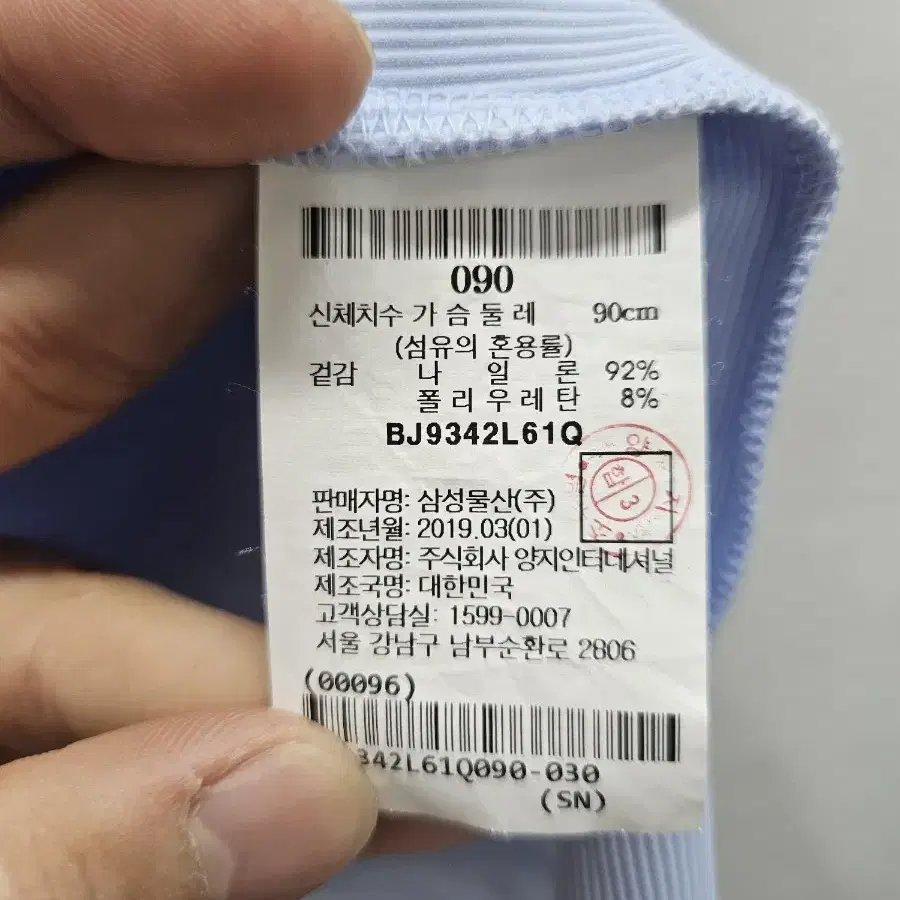 090
신체치수 가 슴 둘 레 90cm
(섬유의 혼용률)
겉감 나 일 론 92%
폴 리 우 레 탄 8%
BJ9342L61Q
판매자명: 삼성물산(주)
제조년월: 2019.03(01)
제조자명: 주식회사 양지인터내셔널
제조국명: 대한민국
고객상담실: 1599-0007
서울 강남구 남부순환로 2806
(00096)
342L61Q090-030
(SN)